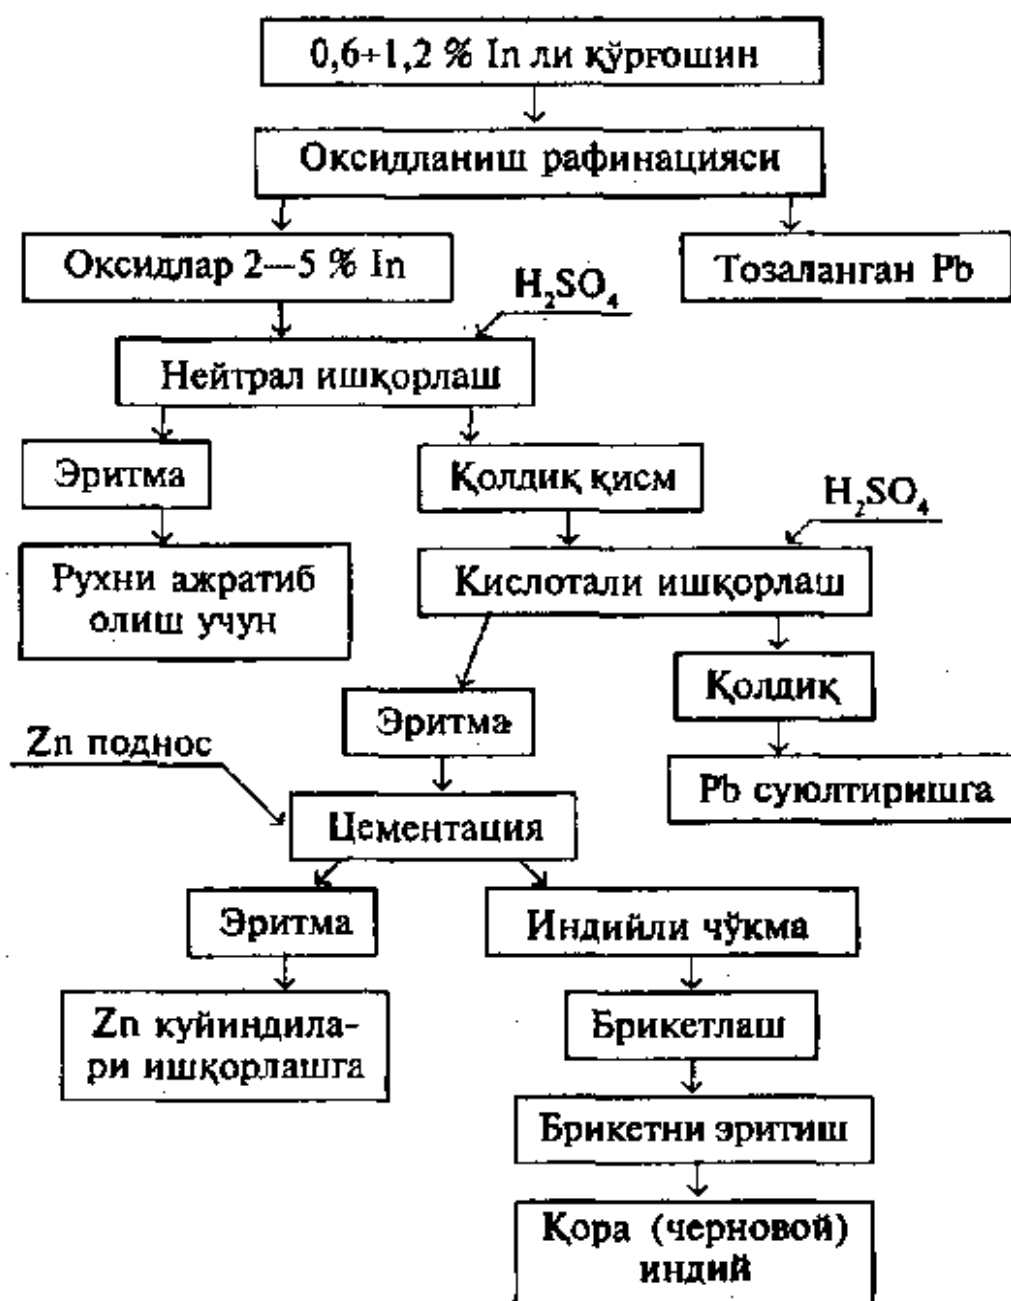 0,6+1,2 % In ли қўрғошин
Оксидланиш рафинацияси
Оксидлар 2—5 % In
Тозаланган Pb
H₂SO₄
Нейтрал ишқорлаш
Эритма
Қолдиқ қисм
H₂SO₄
Рухни ажратиб
олиш учун
Кислотали ишқорлаш
Қолдиқ
Эритма
Zn поднос
Pb суюлтиришга
Цементация
Эритма
Индийли чўкма
Zn куйиндила-
ри ишқорлашга
Брикетлаш
Брикетни эритиш
Қора (черновой)
индий